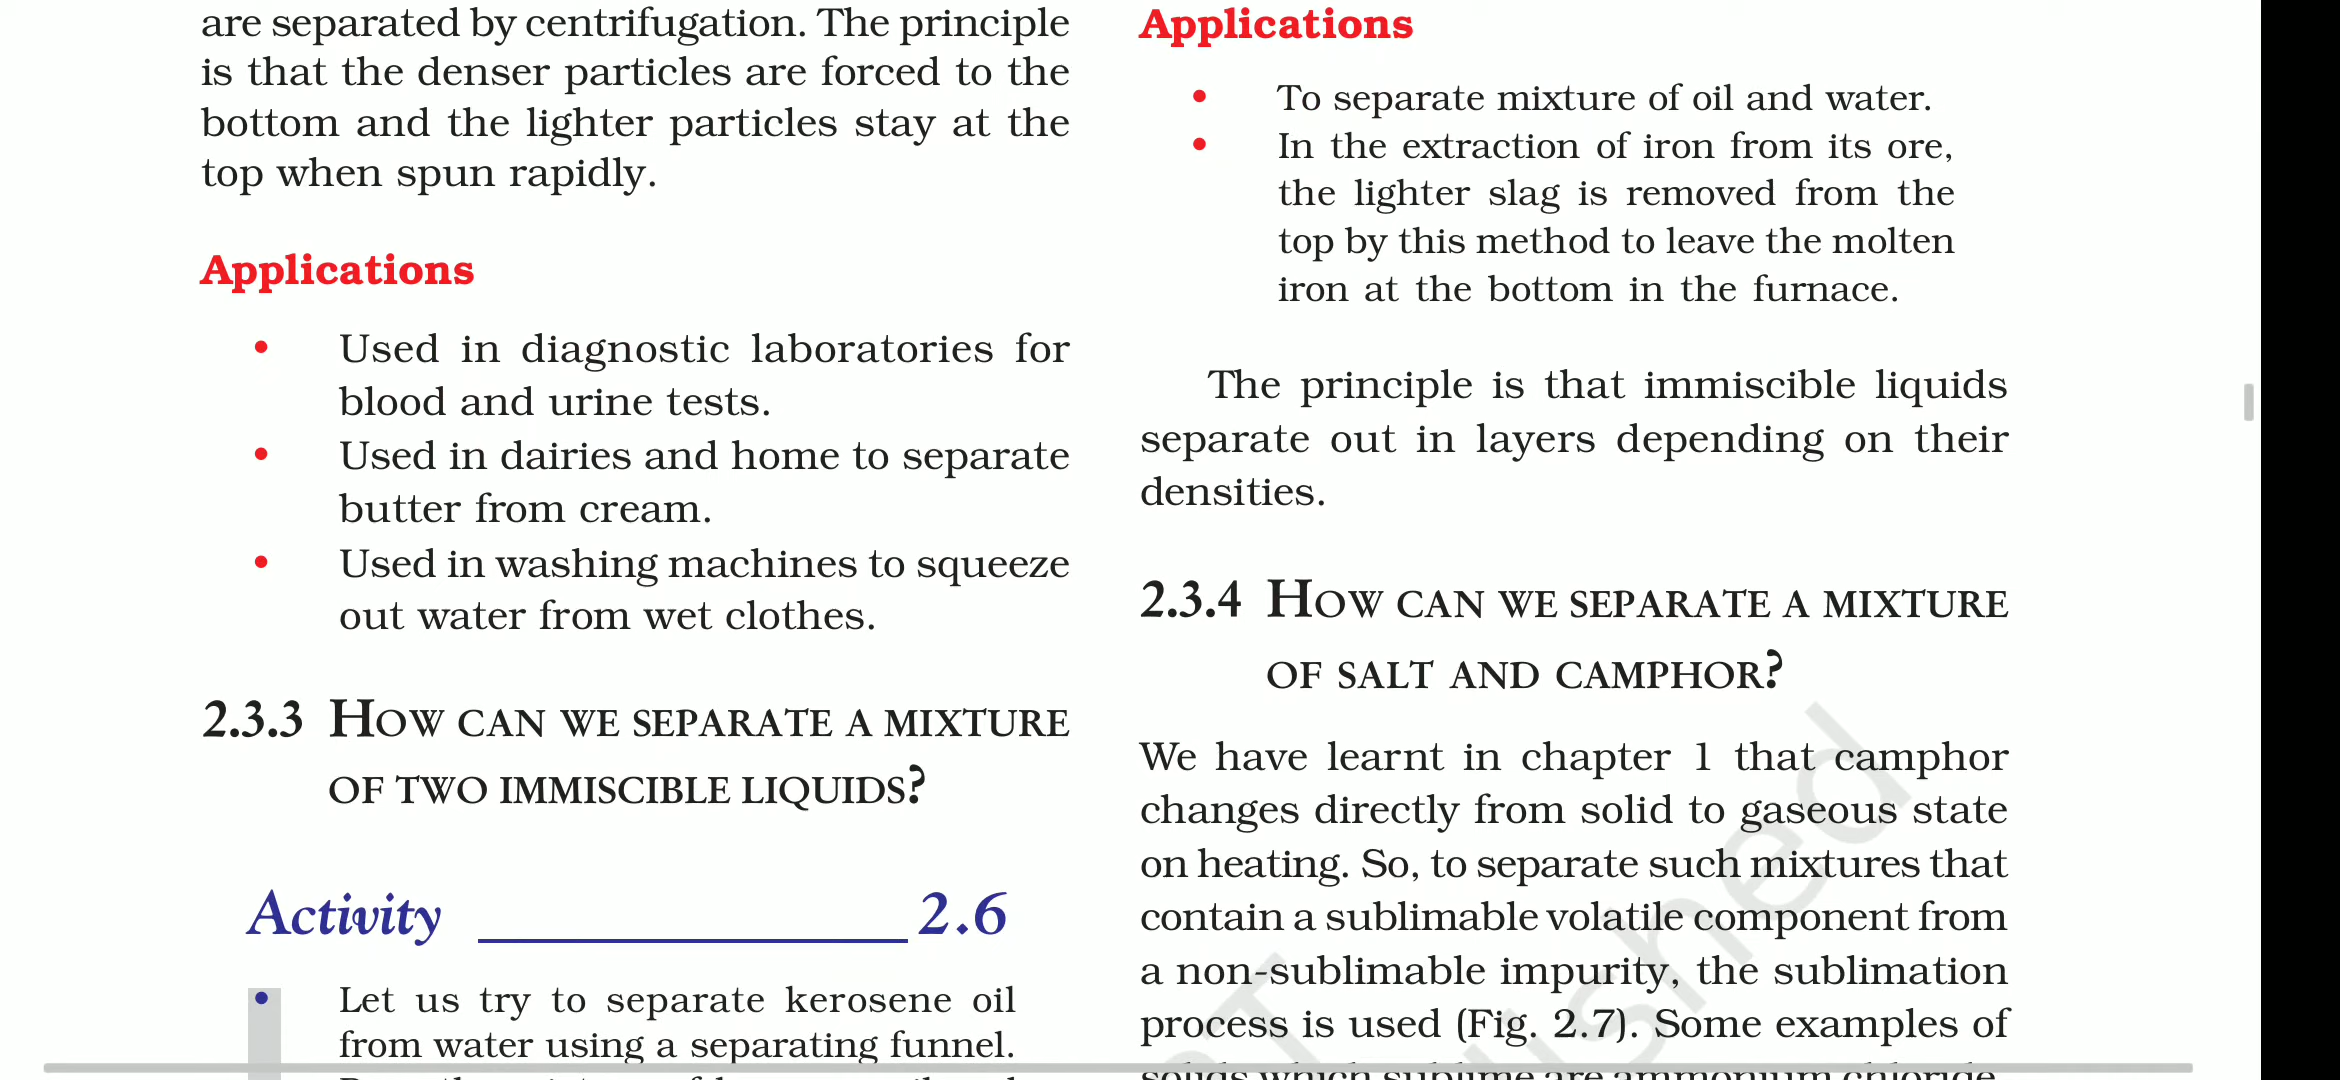 are separated by centrifugation. The principle
is that the denser particles are forced to the
bottom and the lighter particles stay at the
top when spun rapidly.
Applications
• Used in diagnostic laboratories for
blood and urine tests.
• Used in dairies and home to separate
butter from cream.
• Used in washing machines to squeeze
out water from wet clothes.
2.3.3 HOW CAN WE SEPARATE A MIXTURE
OF TWO IMMISCIBLE LIQUIDS?
Activity 2.6
• Let us try to separate kerosene oil
from water using a separating funnel.
Applications
• To separate mixture of oil and water.
• In the extraction of iron from its ore,
the lighter slag is removed from the
top by this method to leave the molten
iron at the bottom in the furnace.
The principle is that immiscible liquids
separate out in layers depending on their
densities.
2.3.4 HOW CAN WE SEPARATE A MIXTURE
OF SALT AND CAMPHOR?
We have learnt in chapter 1 that camphor
changes directly from solid to gaseous state
on heating. So, to separate such mixtures that
contain a sublimable volatile component from
a non-sublimable impurity, the sublimation
process is used (Fig. 2.7). Some examples of
solids which sublime are ammonium chloride,